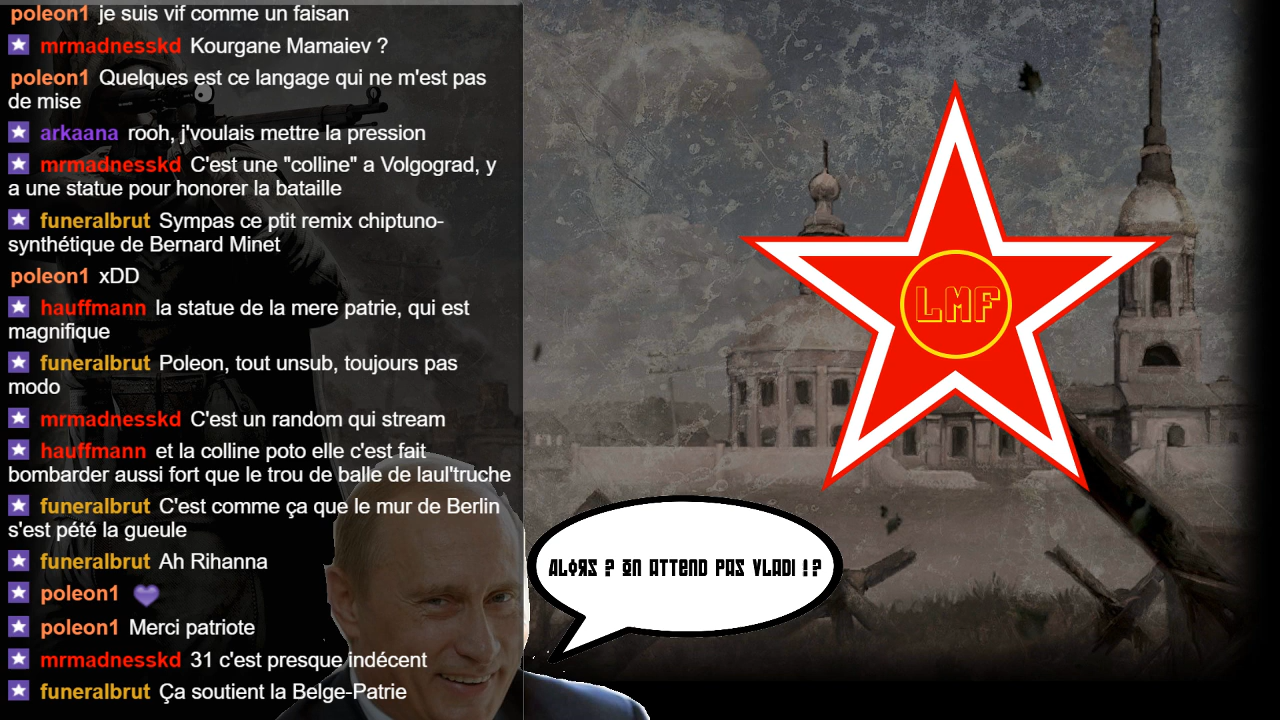 poleon1 je suis vif comme un faisan
mrmadnesskd Kourgane Mamaiev ?
poleon1 Quelques est ce langage qui ne m'est pas
de mise
arkaana rooh, j'voulais mettre la pression
mrmadnesskd C'est une "colline" a Volgograd, y
a une statue pour honorer la bataille
funeralbrut Sympas ce ptit remix chiptuno-
synthétique de Bernard Minet
poleon1 xDD
hauffmann la statue de la mere patrie, qui est
magnifique
funeralbrut Poleon, tout unsub, toujours pas
modo
mrmadnesskd C'est un random qui stream
hauffmann et la colline poto elle c'est fait
bombarder aussi fort que le trou de balle de laul'truche
funeralbrut C'est comme ça que le mur de Berlin
s'est pété la gueule
funeralbrut Ah Rihanna
poleon1
poleon1 Merci patriote
mrmadnesskd 31 c'est presque indécent
funeralbrut Ça soutient la Belge-Patrie
LMF
ALORS ? ON ATTEND PAS VLADI !?